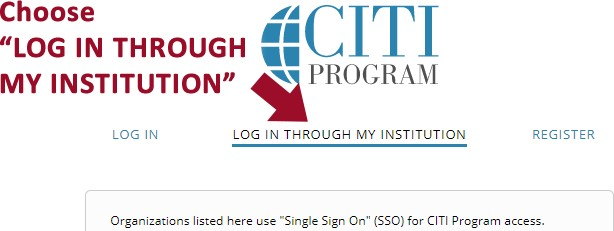 Choose
“LOG IN THROUGH
MY INSTITUTION”
CITI
PROGRAM
LOG IN
LOG IN THROUGH MY INSTITUTION
REGISTER
Organizations listed here use "Single Sign On" (SSO) for CITI Program access.